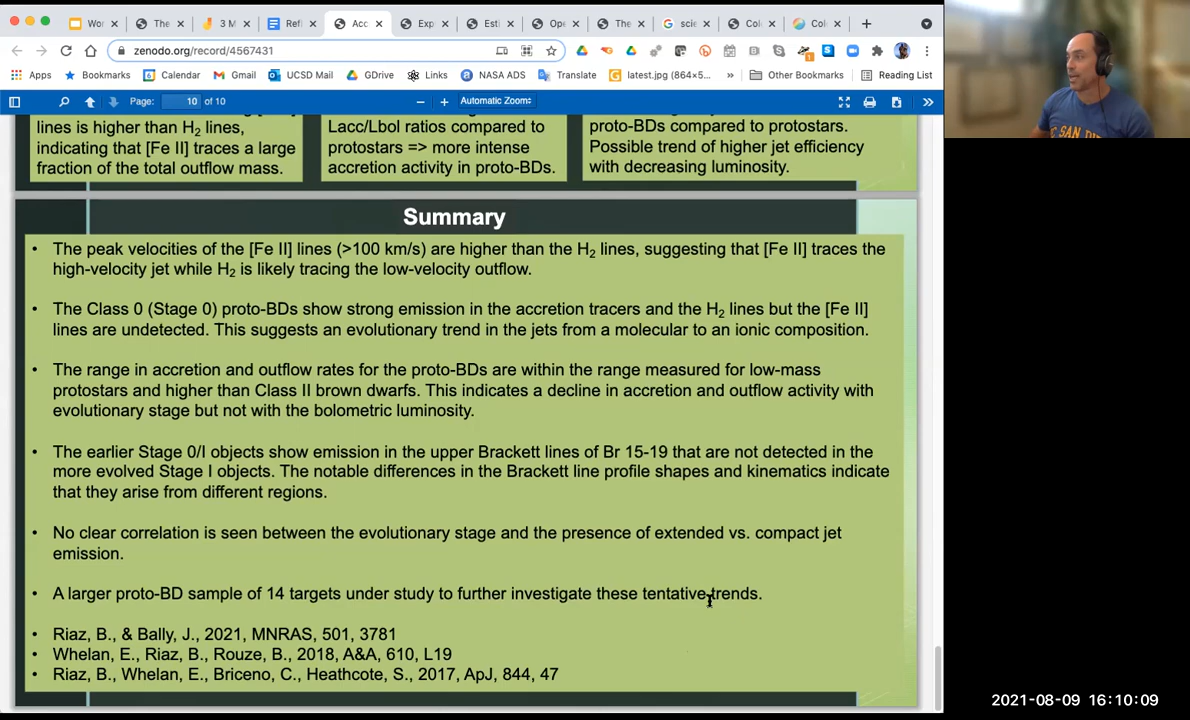 Wor
The
3 M
Refl
Acc
Exp
Esti
Ope
The
scie
Col
Col
zenodo.org/record/4567431
Apps
Bookmarks
Calendar
Gmail
UCSD Mail
GDrive
Links
NASA ADS
Translate
latest.jpg (864×5...
Other Bookmarks
Reading List
Page: 10 of 10
Automatic Zoom
lines is higher than H2 lines,
indicating that [Fe II] traces a large
fraction of the total outflow mass.
Lacc/Lbol ratios compared to
protostars => more intense
accretion activity in proto-BDs.
proto-BDs compared to protostars.
Possible trend of higher jet efficiency
with decreasing luminosity.
Summary
• The peak velocities of the [Fe II] lines (>100 km/s) are higher than the H2 lines, suggesting that [Fe II] traces the
high-velocity jet while H2 is likely tracing the low-velocity outflow.
• The Class 0 (Stage 0) proto-BDs show strong emission in the accretion tracers and the H2 lines but the [Fe II]
lines are undetected. This suggests an evolutionary trend in the jets from a molecular to an ionic composition.
• The range in accretion and outflow rates for the proto-BDs are within the range measured for low-mass
protostars and higher than Class II brown dwarfs. This indicates a decline in accretion and outflow activity with
evolutionary stage but not with the bolometric luminosity.
• The earlier Stage 0/I objects show emission in the upper Brackett lines of Br 15-19 that are not detected in the
more evolved Stage I objects. The notable differences in the Brackett line profile shapes and kinematics indicate
that they arise from different regions.
• No clear correlation is seen between the evolutionary stage and the presence of extended vs. compact jet
emission.
• A larger proto-BD sample of 14 targets under study to further investigate these tentative trends.
• Riaz, B., & Bally, J., 2021, MNRAS, 501, 3781
• Whelan, E., Riaz, B., Rouze, B., 2018, A&A, 610, L19
• Riaz, B., Whelan, E., Briceno, C., Heathcote, S., 2017, ApJ, 844, 47
SAN DI
2021-08-09 16:10:09